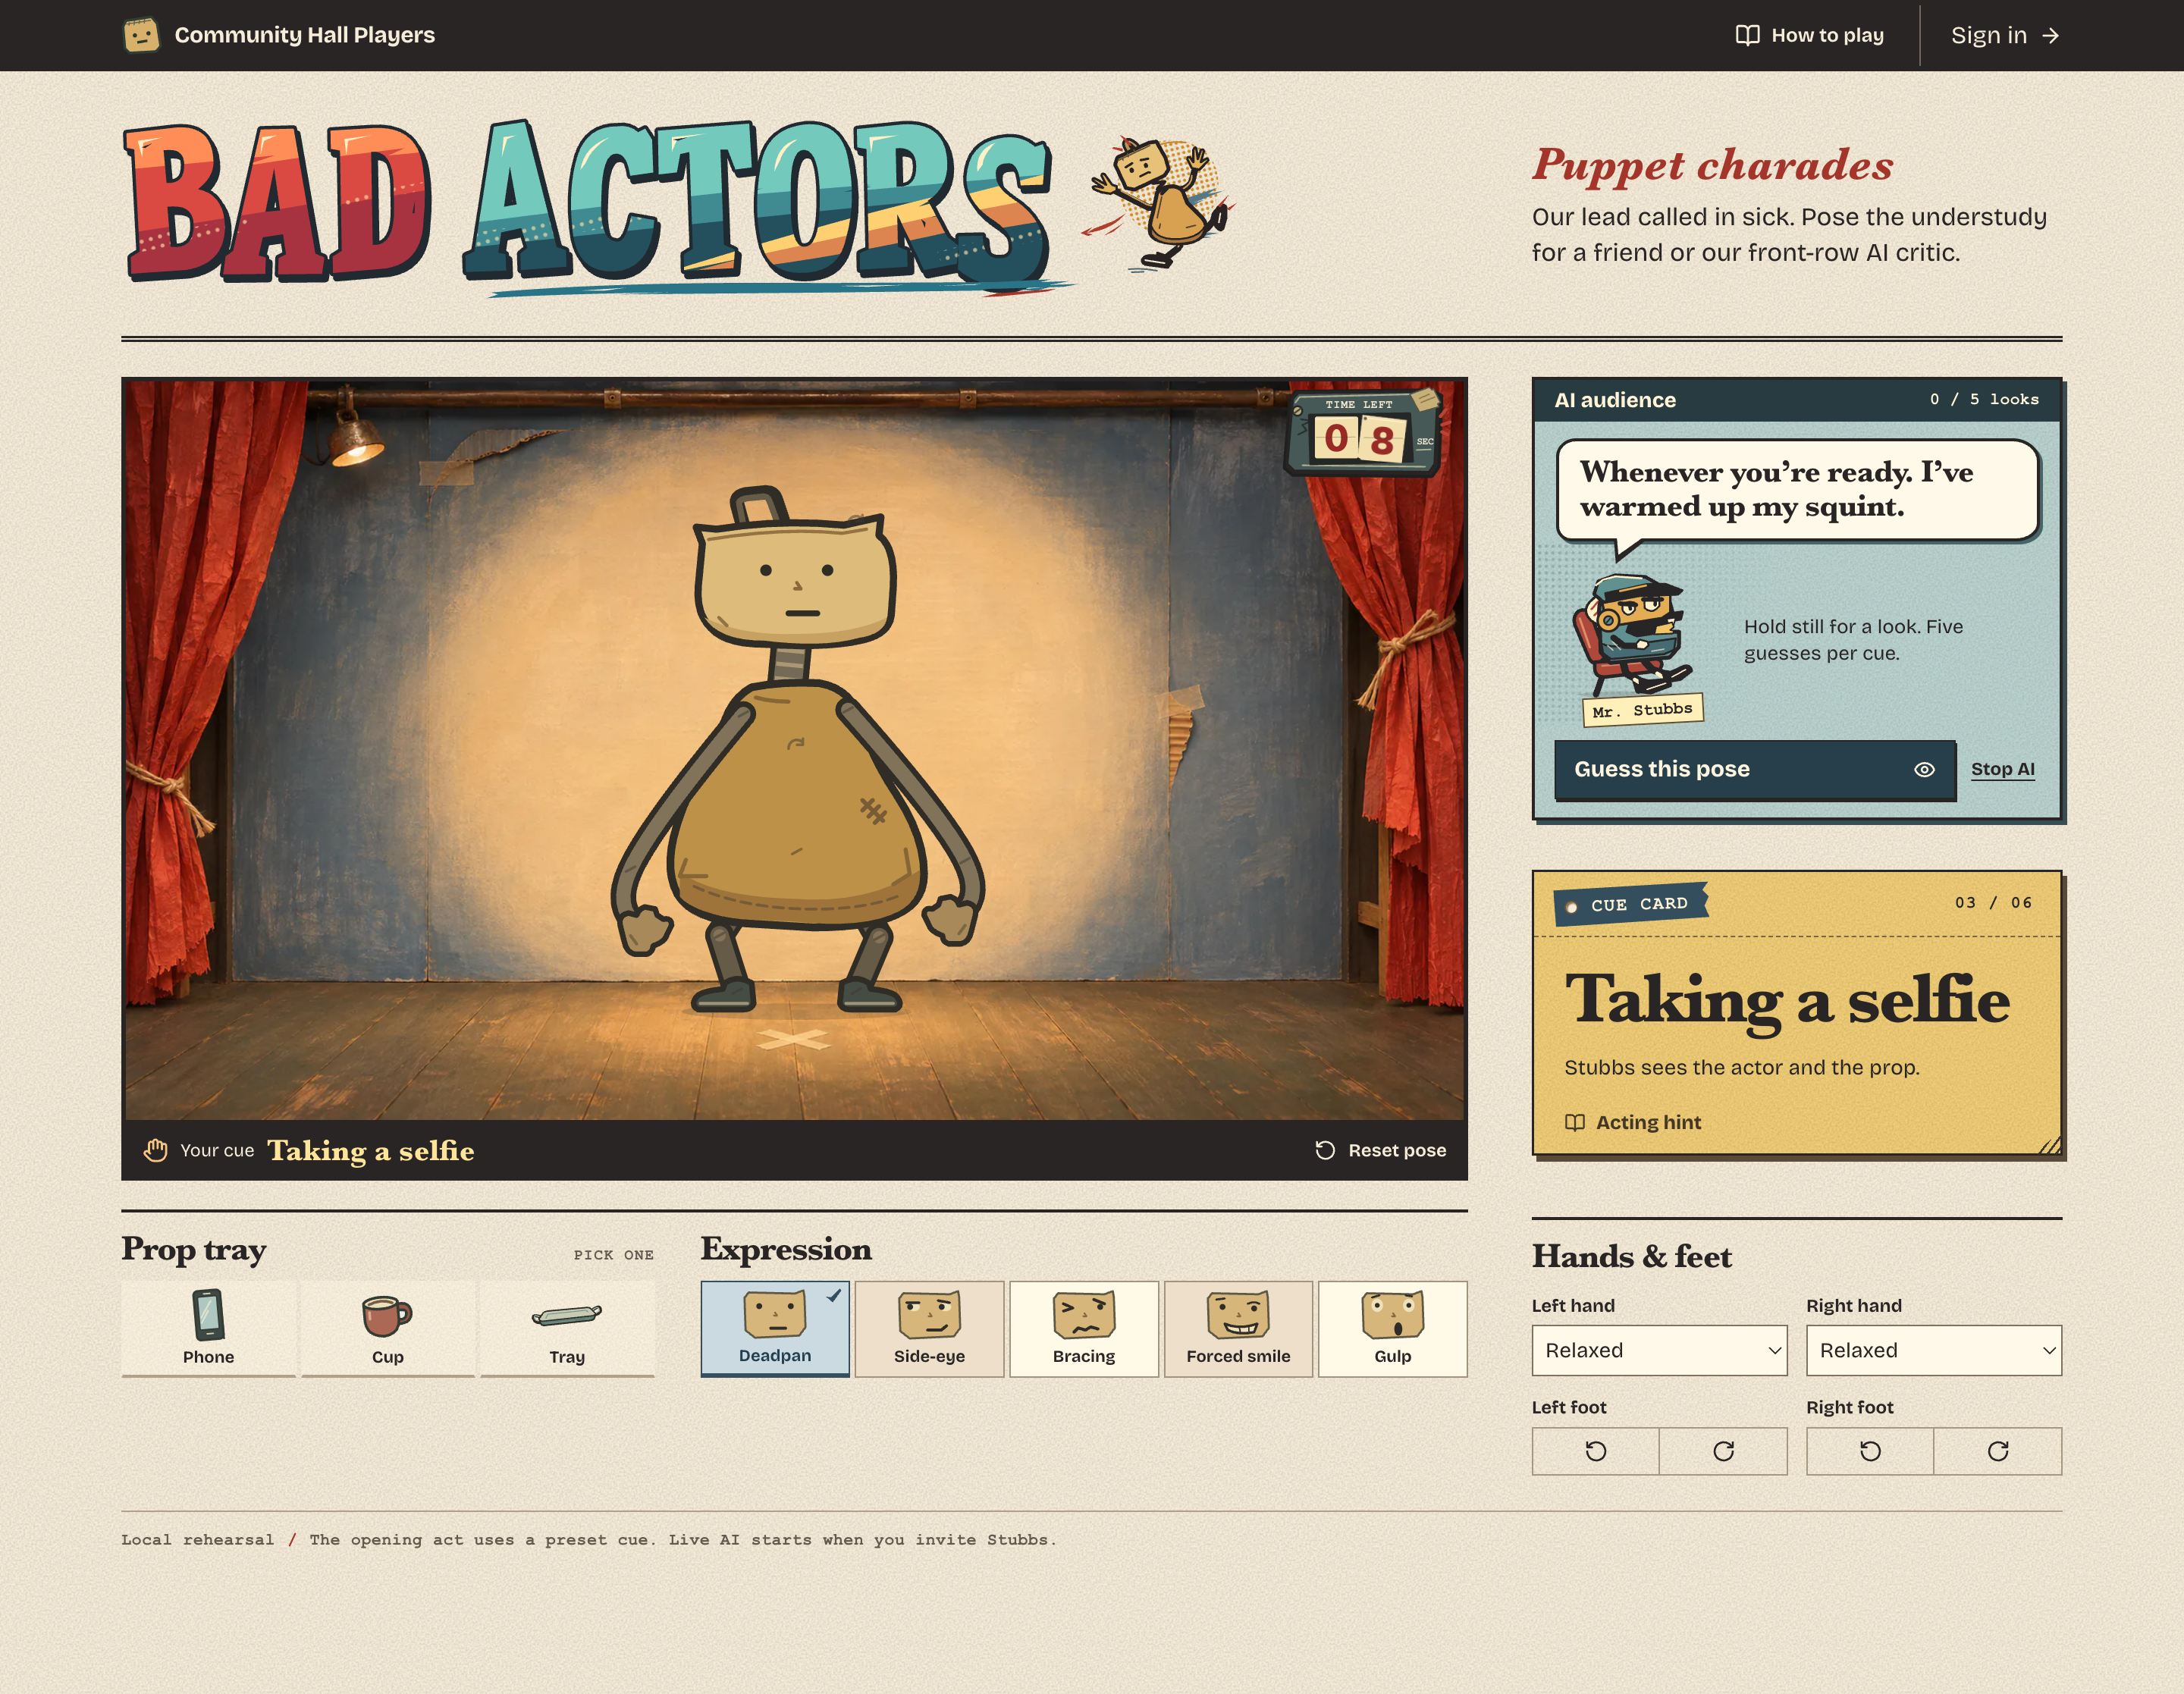 Community Hall Players
How to play
Sign in
BAD ACTORS
Puppet charades
Our lead called in sick. Pose the understudy
for a friend or our front-row AI critic.
TIME LEFT
08
SEC
AI audience
0 / 5 looks
Whenever you’re ready. I’ve
warmed up my squint.
Hold still for a look. Five
guesses per cue.
Mr. Stubbs
Guess this pose
Stop AI
CUE CARD
03 / 06
Taking a selfie
Stubbs sees the actor and the prop.
Acting hint
Your cue Taking a selfie
Reset pose
Prop tray
PICK ONE
Phone
Cup
Tray
Expression
Deadpan
Side-eye
Bracing
Forced smile
Gulp
Hands & feet
Left hand
Right hand
Relaxed
Relaxed
Left foot
Right foot
Local rehearsal / The opening act uses a preset cue. Live AI starts when you invite Stubbs.